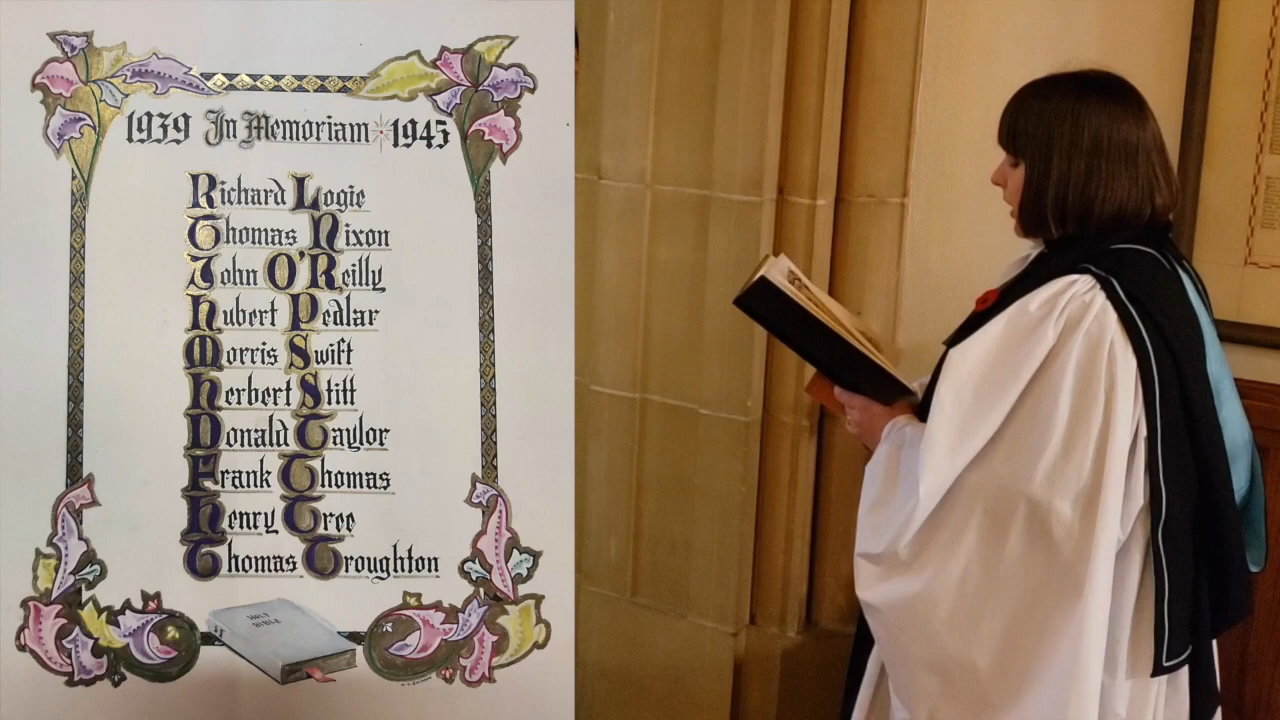 1939 In Memoriam 1945
Richard Logie
Thomas Nixon
John O'Reilly
Hubert Pedlar
Morris Swift
Herbert Stitt
Donald Taylor
Frank Thomas
Henry Tree
Thomas Troughton
HOLY
BIBLE